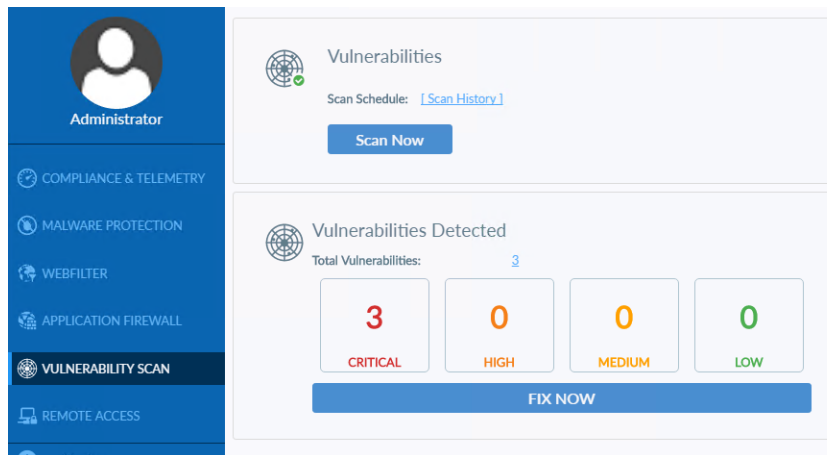 Administrator
COMPLIANCE & TELEMETRY
MALWARE PROTECTION
WEBFILTER
APPLICATION FIREWALL
VULNERABILITY SCAN
REMOTE ACCESS
Vulnerabilities
Scan Schedule: [ Scan History ]
Scan Now
Vulnerabilities Detected
Total Vulnerabilities: 3
3 0 0 0
CRITICAL HIGH MEDIUM LOW
FIX NOW